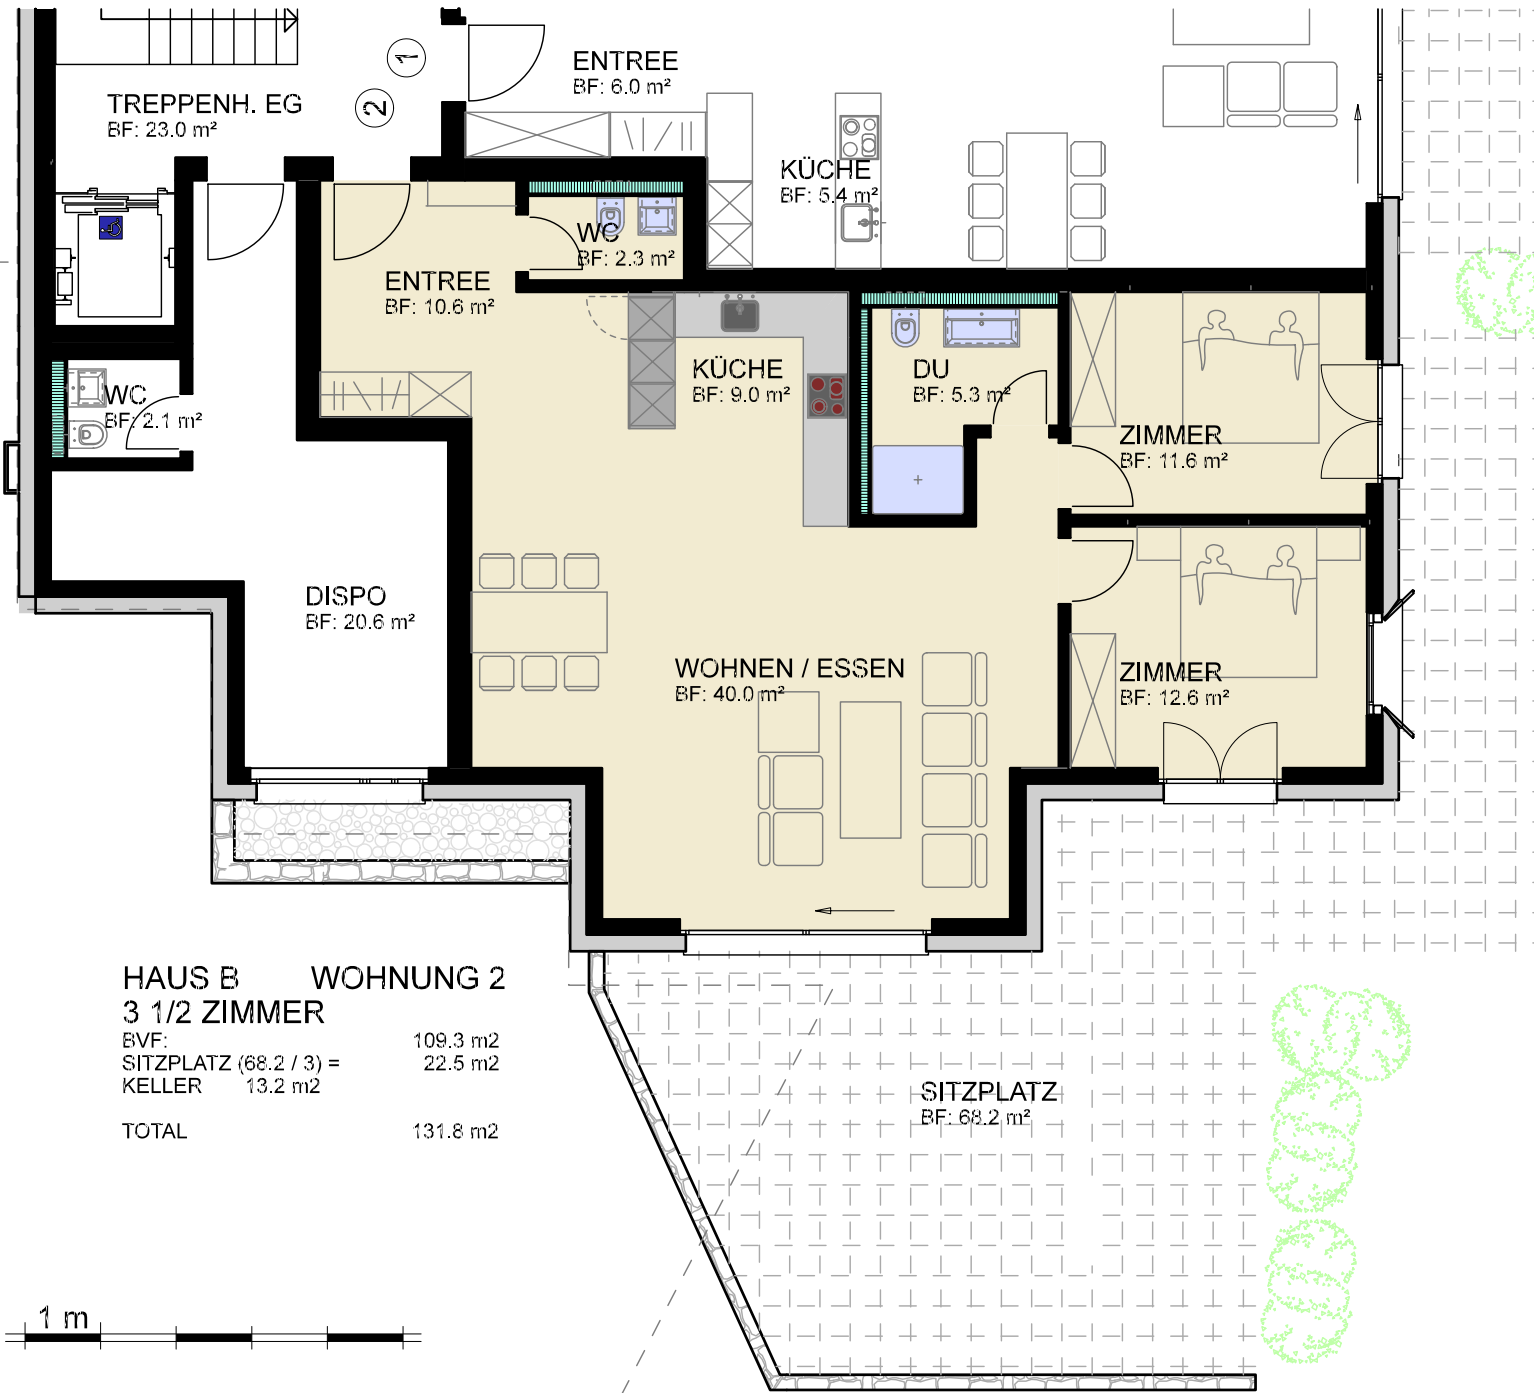 1
ENTREE
BF: 6.0 m²
TREPPENH. EG
BF: 23.0 m²
2
KÜCHE
BF: 5.4 m²
WC
BF: 2.3 m²
ENTREE
BF: 10.6 m²
KÜCHE
BF: 9.0 m²
DU
BF: 5.3 m²
WC
BF: 2.1 m²
ZIMMER
BF: 11.6 m²
DISPO
BF: 20.6 m²
WOHNEN / ESSEN
BF: 40.0 m²
ZIMMER
BF: 12.6 m²
HAUS B WOHNUNG 2
3 1/2 ZIMMER
BVF: 109.3 m2
SITZPLATZ (68.2 / 3) = 22.5 m2
KELLER 13.2 m2
TOTAL 131.8 m2
SITZPLATZ
BF: 68.2 m²
1 m